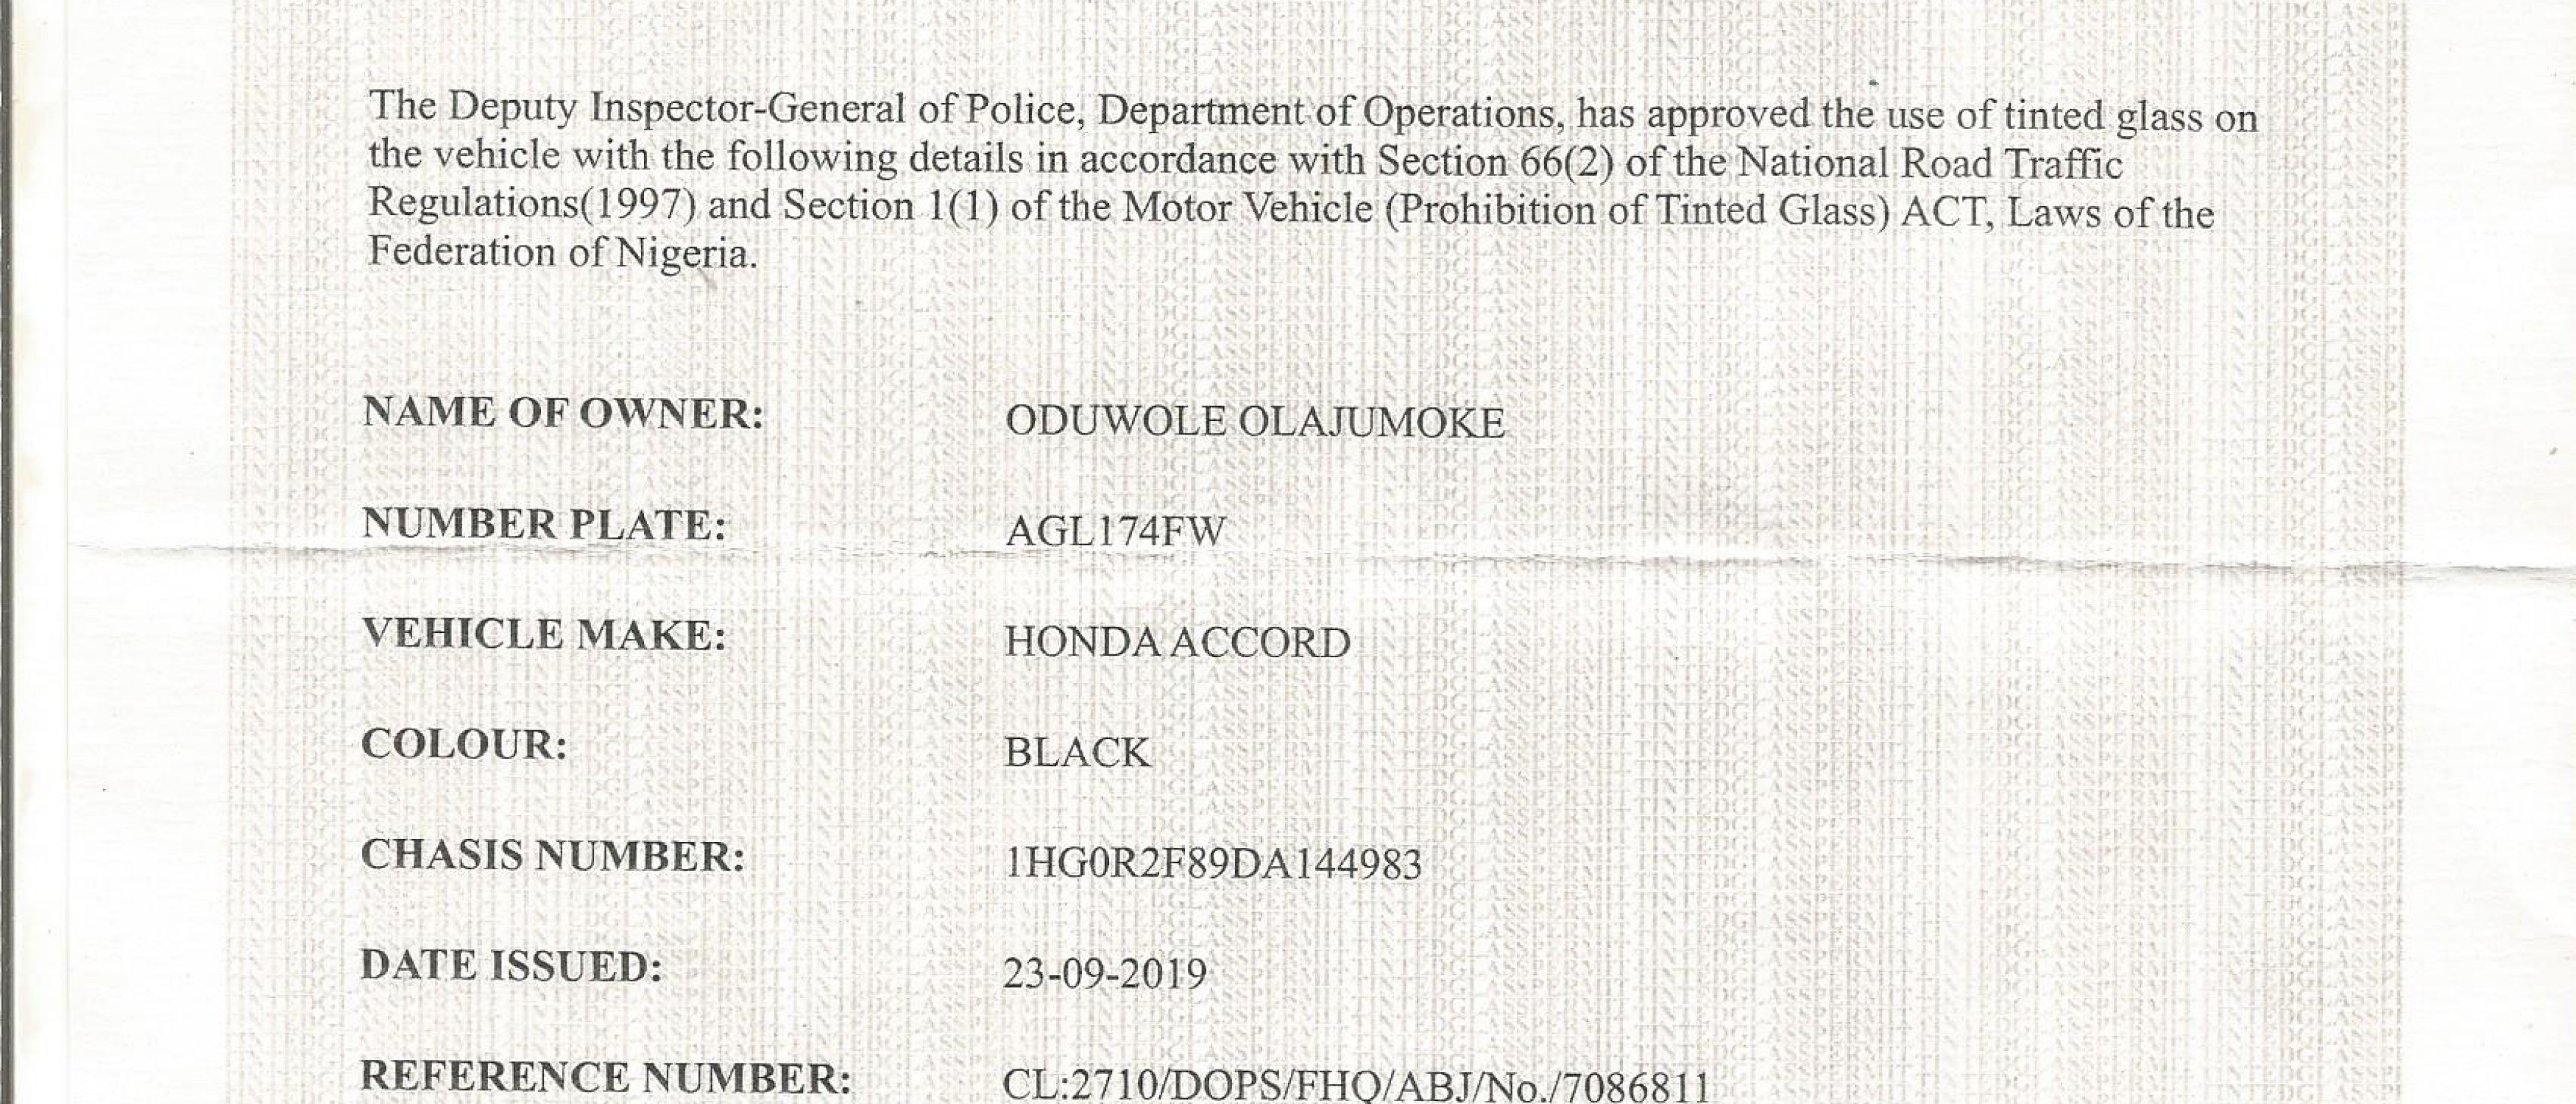 The Deputy Inspector-General of Police, Department of Operations, has approved the use of tinted glass on
the vehicle with the following details in accordance with Section 66(2) of the National Road Traffic
Regulations(1997) and Section 1(1) of the Motor Vehicle (Prohibition of Tinted Glass) ACT, Laws of the
Federation of Nigeria.
NAME OF OWNER: ODUWOLE OLAJUMOKE
NUMBER PLATE: AGL174FW
VEHICLE MAKE: HONDA ACCORD
COLOUR: BLACK
CHASIS NUMBER: 1HG0R2F89DA144983
DATE ISSUED: 23-09-2019
REFERENCE NUMBER: CL:2710/DOPS/FHQ/ABJ/No./7086811